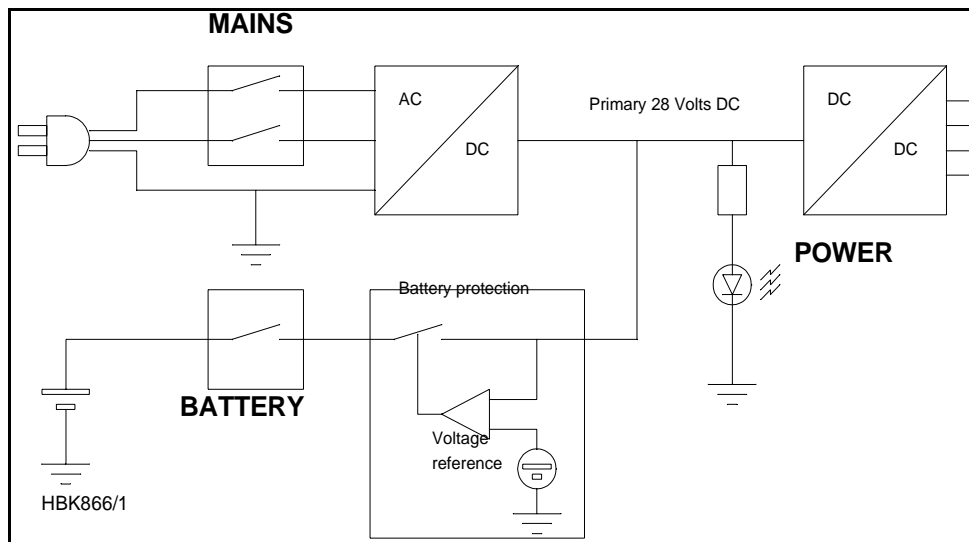 MAINS
AC
DC
Primary 28 Volts DC
DC
DC
POWER
Battery protection
BATTERY
Voltage
reference
HBK866/1